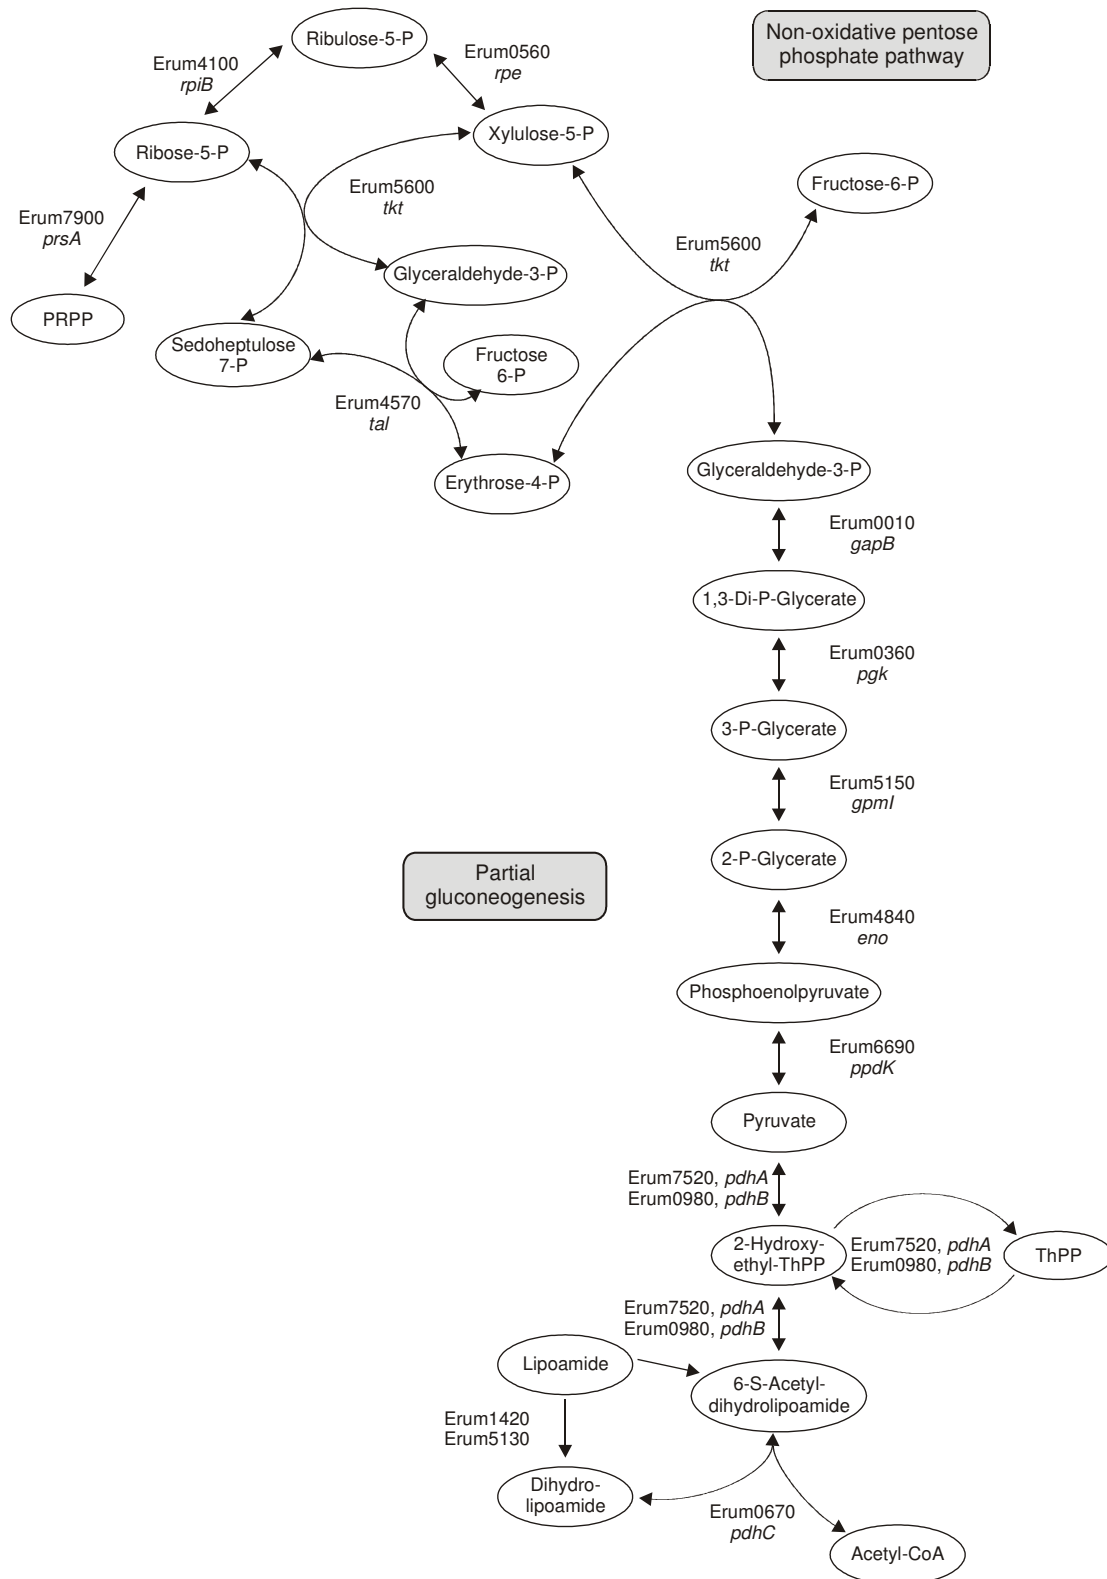 Non-oxidative pentose
phosphate pathway
Ribulose-5-P
Erum4100
rpiB
Erum0560
rpe
Ribose-5-P
Xylulose-5-P
Fructose-6-P
Erum7900
prsA
Erum5600
tkt
Erum5600
tkt
Glyceraldehyde-3-P
PRPP
Sedoheptulose
7-P
Fructose
6-P
Erum4570
tal
Erythrose-4-P
Glyceraldehyde-3-P
Erum0010
gapB
1,3-Di-P-Glycerate
Erum0360
pgk
3-P-Glycerate
Erum5150
gpmI
2-P-Glycerate
Partial
gluconeogenesis
Erum4840
eno
Phosphoenolpyruvate
Erum6690
ppdK
Pyruvate
Erum7520, pdhA
Erum0980, pdhB
2-Hydroxy-
ethyl-ThPP
Erum7520, pdhA
Erum0980, pdhB
ThPP
Erum7520, pdhA
Erum0980, pdhB
Lipoamide
6-S-Acetyl-
dihydrolipoamide
Erum1420
Erum5130
Dihydro-
lipoamide
Erum0670
pdhC
Acetyl-CoA